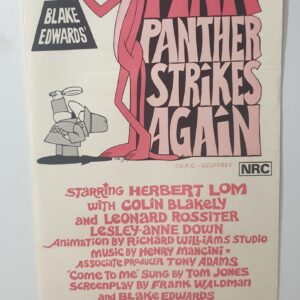 BLAKE
EDWARDS'
PINK
PANTHER
STRIKES
AGAIN
© U.A.C.-GEOFFREY
NRC
STARRING HERBERT LOM
WITH COLIN BLAKELY
AND LEONARD ROSSITER
LESLEY-ANNE DOWN
ANIMATION BY RICHARD WILLIAMS STUDIO
MUSIC BY HENRY MANCINI
ASSOCIATE PRODUCER TONY ADAMS
"COME TO ME" SUNG BY TOM JONES
SCREENPLAY BY FRANK WALDMAN
AND BLAKE EDWARDS